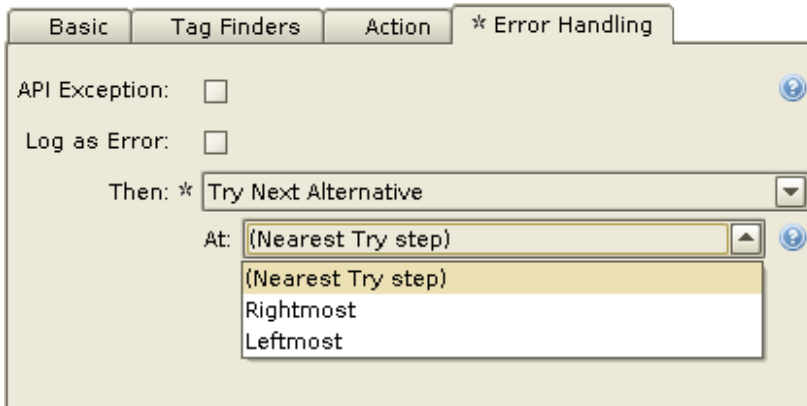 Basic Tag Finders Action * Error Handling
API Exception:
Log as Error:
Then: * Try Next Alternative
At: (Nearest Try step)
(Nearest Try step)
Rightmost
Leftmost